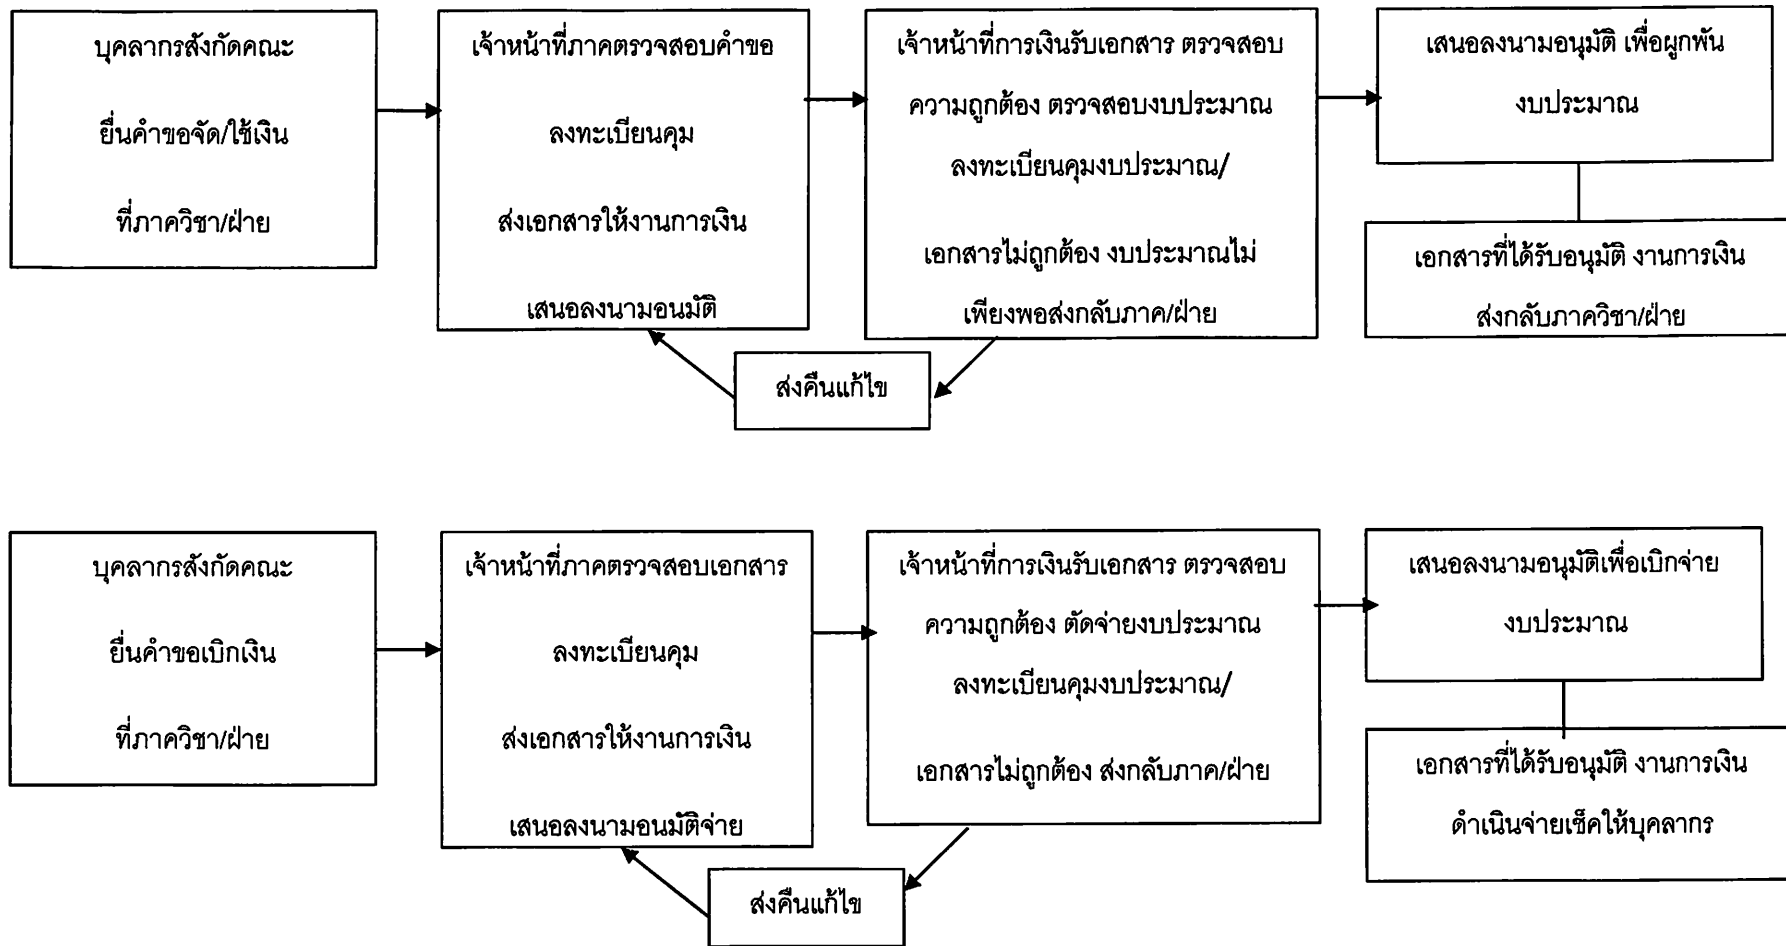 บุคลากรสังกัดคณะ
ยื่นคำขอจัด/ใช้เงิน
ที่ภาควิชา/ฝ่าย
เจ้าหน้าที่ภาคตรวจสอบคำขอ
ลงทะเบียนคุม
ส่งเอกสารให้งานการเงิน
เสนอลงนามอนมัติ
เจ้าหน้าที่การเงินรับเอกสาร ตรวจสอบ
ความถูกต้อง ตรวจสอบงบประมาณ
ลงทะเบียนคุมงบประมาณ/
เอกสารไม่ถูกต้อง งบประมาณไม่
เพียงพอส่งกลับภาค/ฝ่าย
เสนอลงนามอนุมัติ เพื่อผูกพัน
งบประมาณ
เอกสารที่ได้รับอนุมัติ งานการเงิน
ส่งกลับภาควิชา/ฝ่าย
ส่งคืนแก้ไข
บุคลากรสังกัดคณะ
ยื่นคำขอเบิกเงิน
ที่ภาควิชา/ฝ่าย
เจ้าหน้าที่ภาคตรวจสอบเอกสาร
ลงทะเบียนคุม
ส่งเอกสารให้งานการเงิน
เสนอลงนามอนมัติจ่าย
เจ้าหน้าที่การเงินรับเอกสาร ตรวจสอบ
ความถูกต้อง ตัดจ่ายงบประมาณ
ลงทะเบียนคุมงบประมาณ/
เอกสารไม่ถูกต้อง ส่งกลับภาค/ฝ่าย
เสนอลงนามอนุมัติเพื่อเบิกจ่าย
งบประมาณ
เอกสารที่ได้รับอนุมัติ งานการเงิน
ดำเนินจ่ายเช็คให้บุคลากร
ส่งคืนแก้ไข